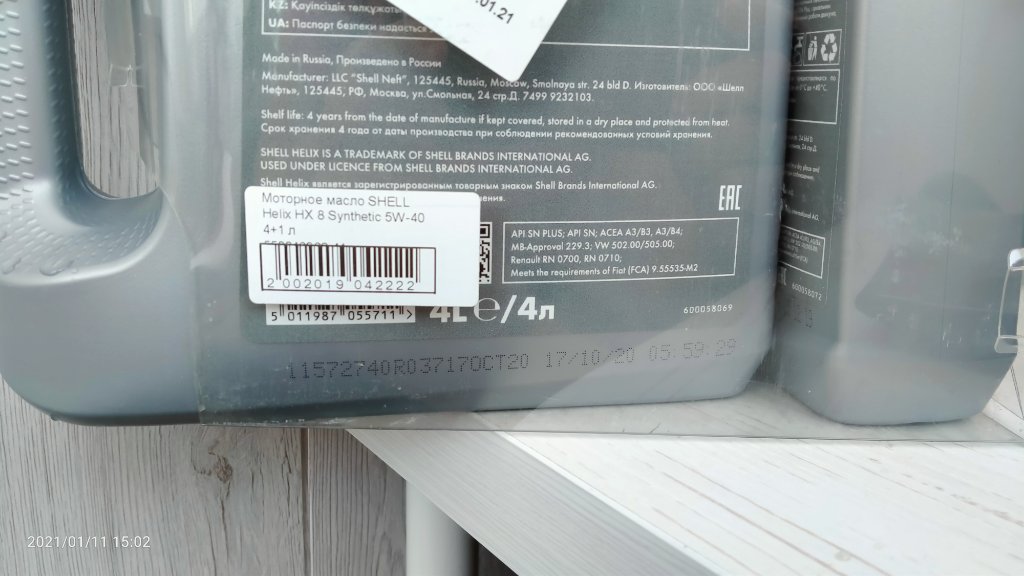 .01.21
KZ: Қауіпсіздік
UA: Паспорт безпеки надається
Made in Russia, Произведено в России
Manufacturer: LLC "Shell Neft", 125445, Russia, Moscow, Smolnaya str. 24 bld D. Изготовитель: ООО «Шелл
Нефть», 125445, РФ, Москва, ул.Смольная, 24 стр.Д. 7499 9232103.
Shelf life: 4 years from the date of manufacture if kept covered, stored in a dry place and protected from heat.
Срок хранения 4 года от даты производства при соблюдении рекомендованных условий хранения.
SHELL HELIX IS A TRADEMARK OF SHELL BRANDS INTERNATIONAL AG.
USED UNDER LICENCE FROM SHELL BRANDS INTERNATIONAL AG.
Shell Helix является зарегистрированным товарным знаком Shell Brands International AG.
EAC
Моторное масло SHELL
Helix HX 8 Synthetic 5W-40
4+1 л
2 002019 042222
5 011987 055711 >
API SN PLUS; API SN; ACEA A3/B3, A3/B4;
MB-Approval 229.3; VW 502.00/505.00;
Renault RN 0700, RN 0710;
Meets the requirements of Fiat (FCA) 9.55535-M2
4L ℮/4л
600058069
11572740R037170CT20 17/10/20 05:59:29
600058072
2021/01/11 15:02